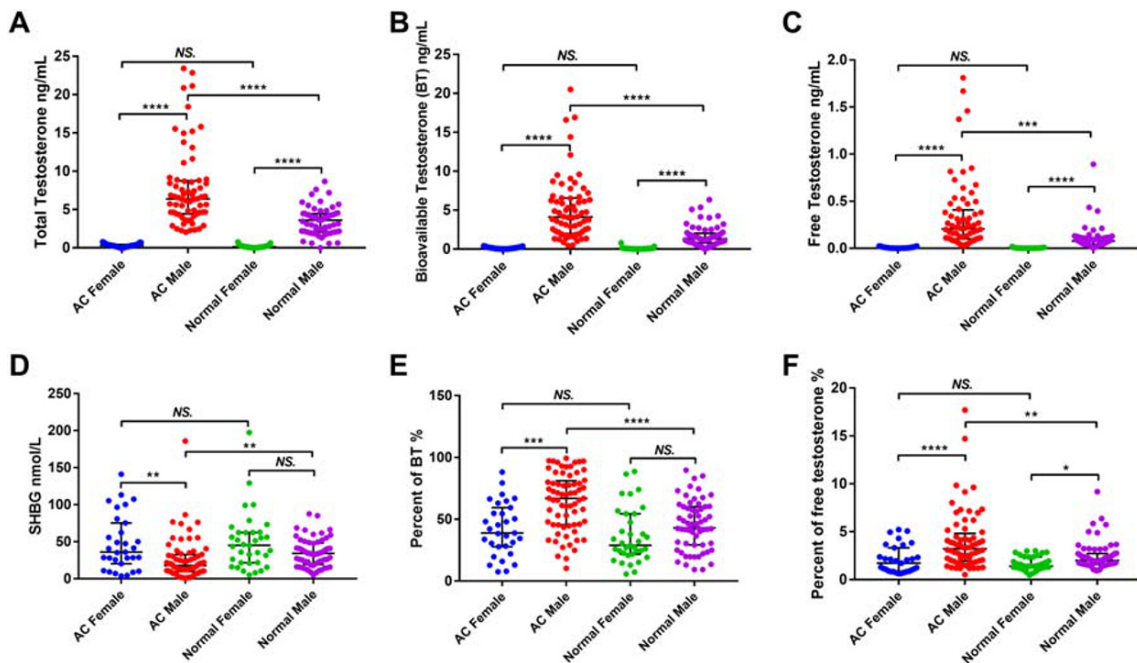 A
Total Testosterone ng/mL
25
20
15
10
5
0
NS.
****
****
****
AC Female
AC Male
Normal Female
Normal Male
B
Bioavailable Testosterone (BT) ng/mL
25
20
15
10
5
0
NS.
****
****
****
AC Female
AC Male
Normal Female
Normal Male
C
Free Testosterone ng/mL
2.0
1.5
1.0
0.5
0.0
NS.
***
****
****
AC Female
AC Male
Normal Female
Normal Male
D
SHBG nmol/L
250
200
150
100
50
0
NS.
**
NS.
**
AC Female
AC Male
Normal Female
Normal Male
E
Percent of BT %
150
100
50
0
NS.
****
***
NS.
AC Female
AC Male
Normal Female
Normal Male
F
Percent of free testosterone %
20
15
10
5
0
NS.
**
****
*
AC Female
AC Male
Normal Female
Normal Male